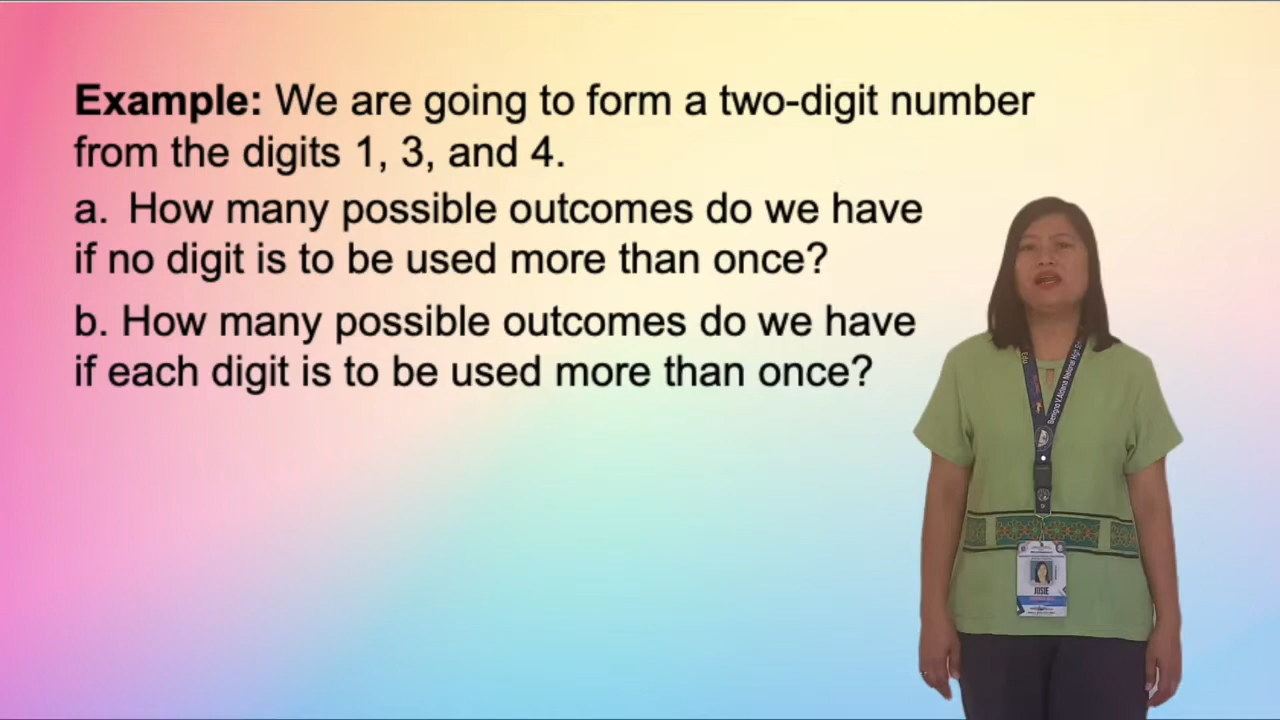 Example: We are going to form a two-digit number
from the digits 1, 3, and 4.
a. How many possible outcomes do we have
if no digit is to be used more than once?
b. How many possible outcomes do we have
if each digit is to be used more than once?
JOSIE